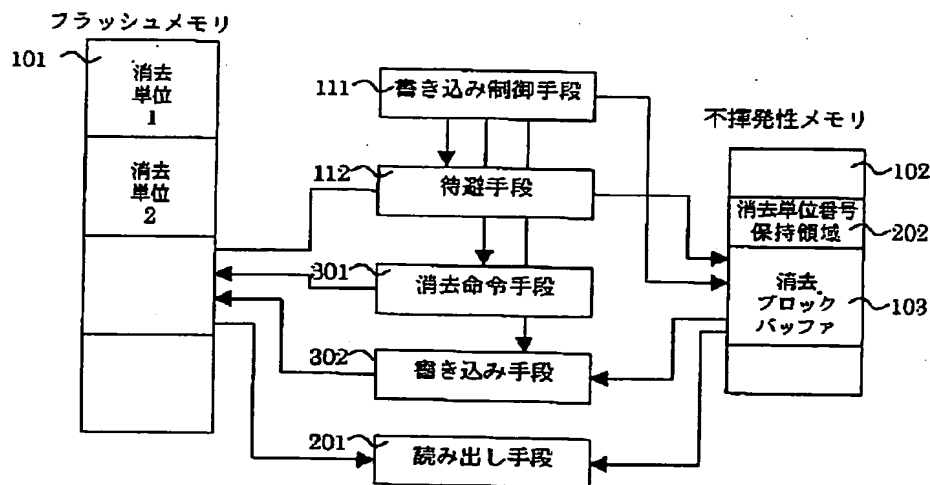 フラッシュメモリ
101
消去
単位
1
消去
単位
2
111
書き込み制御手段
112
待避手段
301
消去命令手段
302
書き込み手段
201
読み出し手段
不揮発性メモリ
102
消去単位番号
保持領域
202
消去
ブロック
バッファ
103